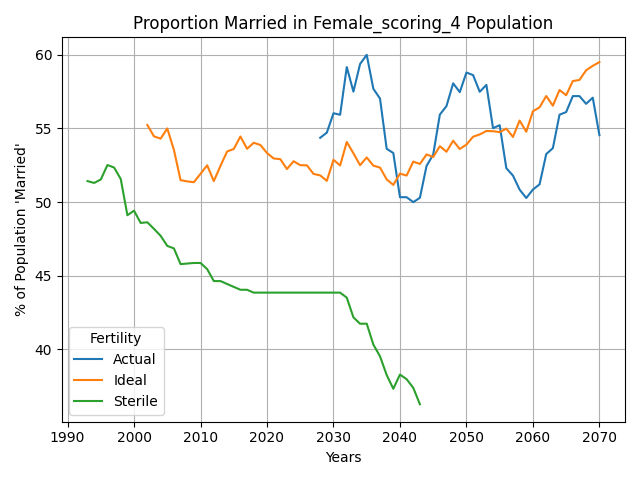 Proportion Married in Female_scoring_4 Population
% of Population 'Married'
60
55
50
45
40
Fertility
Actual
Ideal
Sterile
1990 2000 2010 2020 2030 2040 2050 2060 2070
Years